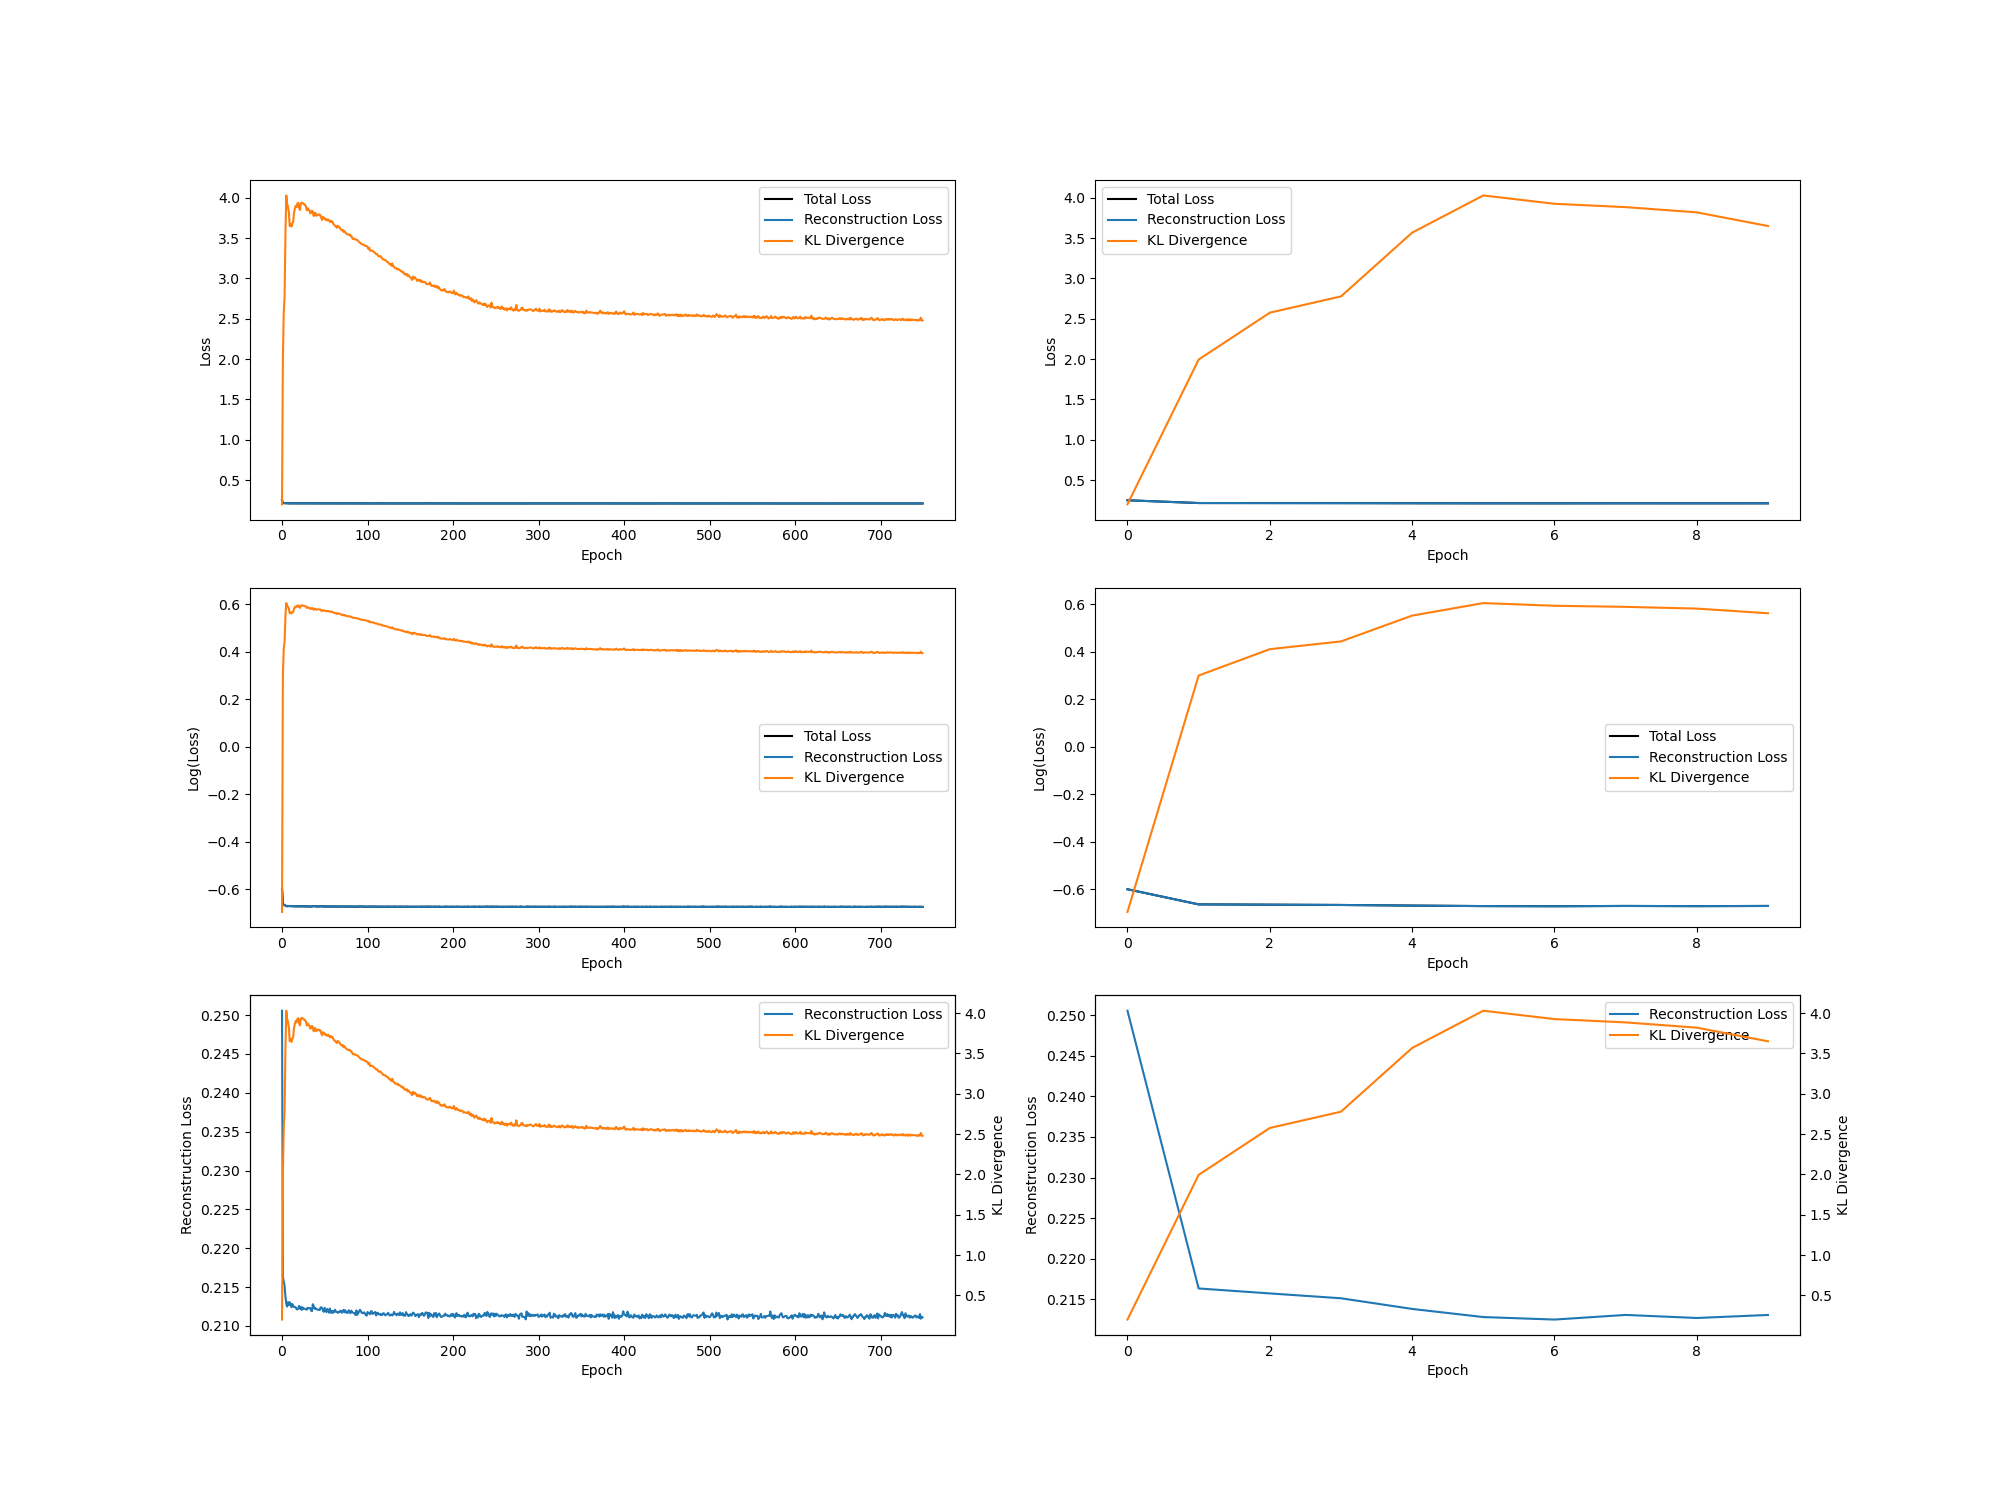 4.0
3.5
3.0
2.5
2.0
1.5
1.0
0.5
Loss
0 100 200 300 400 500 600 700
Epoch
Total Loss
Reconstruction Loss
KL Divergence
4.0
3.5
3.0
2.5
2.0
1.5
1.0
0.5
Loss
0 2 4 6 8
Epoch
Total Loss
Reconstruction Loss
KL Divergence
0.6
0.4
0.2
0.0
−0.2
−0.4
−0.6
Log(Loss)
0 100 200 300 400 500 600 700
Epoch
Total Loss
Reconstruction Loss
KL Divergence
0.6
0.4
0.2
0.0
−0.2
−0.4
−0.6
Log(Loss)
0 2 4 6 8
Epoch
Total Loss
Reconstruction Loss
KL Divergence
0.250
0.245
0.240
0.235
0.230
0.225
0.220
0.215
0.210
Reconstruction Loss
0 100 200 300 400 500 600 700
Epoch
Reconstruction Loss
KL Divergence
4.0
3.5
3.0
2.5
2.0
1.5
1.0
0.5
KL Divergence
0.250
0.245
0.240
0.235
0.230
0.225
0.220
0.215
Reconstruction Loss
0 2 4 6 8
Epoch
Reconstruction Loss
KL Divergence
4.0
3.5
3.0
2.5
2.0
1.5
1.0
0.5
KL Divergence